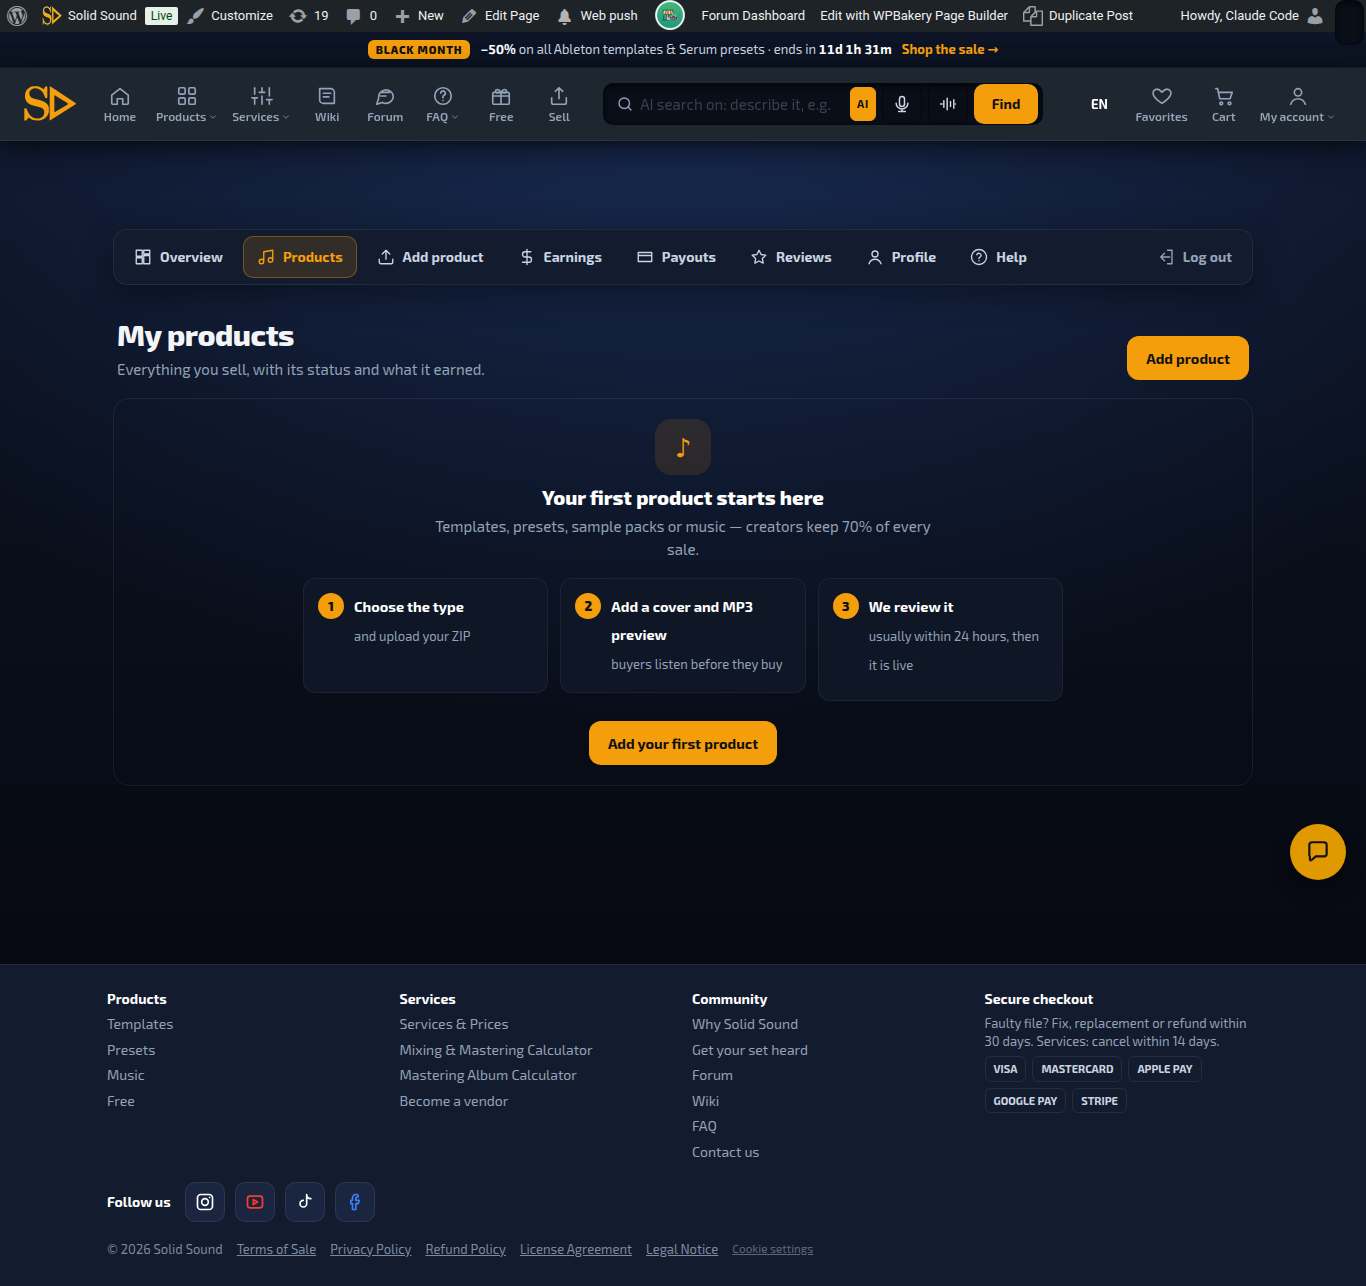 Solid Sound Live Customize 19 0 New Edit Page Web push Forum Dashboard Edit with WPBakery Page Builder Duplicate Post Howdy, Claude Code
BLACK MONTH −50% on all Ableton templates & Serum presets · ends in 11d 1h 31m Shop the sale →
Home Products Services Wiki Forum FAQ Free Sell
AI search on: describe it, e.g. AI Find
EN Favorites Cart My account
Overview Products Add product Earnings Payouts Reviews Profile Help Log out
My products
Everything you sell, with its status and what it earned.
Add product
Your first product starts here
Templates, presets, sample packs or music — creators keep 70% of every
sale.
1 Choose the type
and upload your ZIP
2 Add a cover and MP3
preview
buyers listen before they buy
3 We review it
usually within 24 hours, then
it is live
Add your first product
Products
Templates
Presets
Music
Free
Services
Services & Prices
Mixing & Mastering Calculator
Mastering Album Calculator
Become a vendor
Community
Why Solid Sound
Get your set heard
Forum
Wiki
FAQ
Contact us
Secure checkout
Faulty file? Fix, replacement or refund within
30 days. Services: cancel within 14 days.
VISA MASTERCARD APPLE PAY
GOOGLE PAY STRIPE
Follow us
© 2026 Solid Sound Terms of Sale Privacy Policy Refund Policy License Agreement Legal Notice Cookie settings